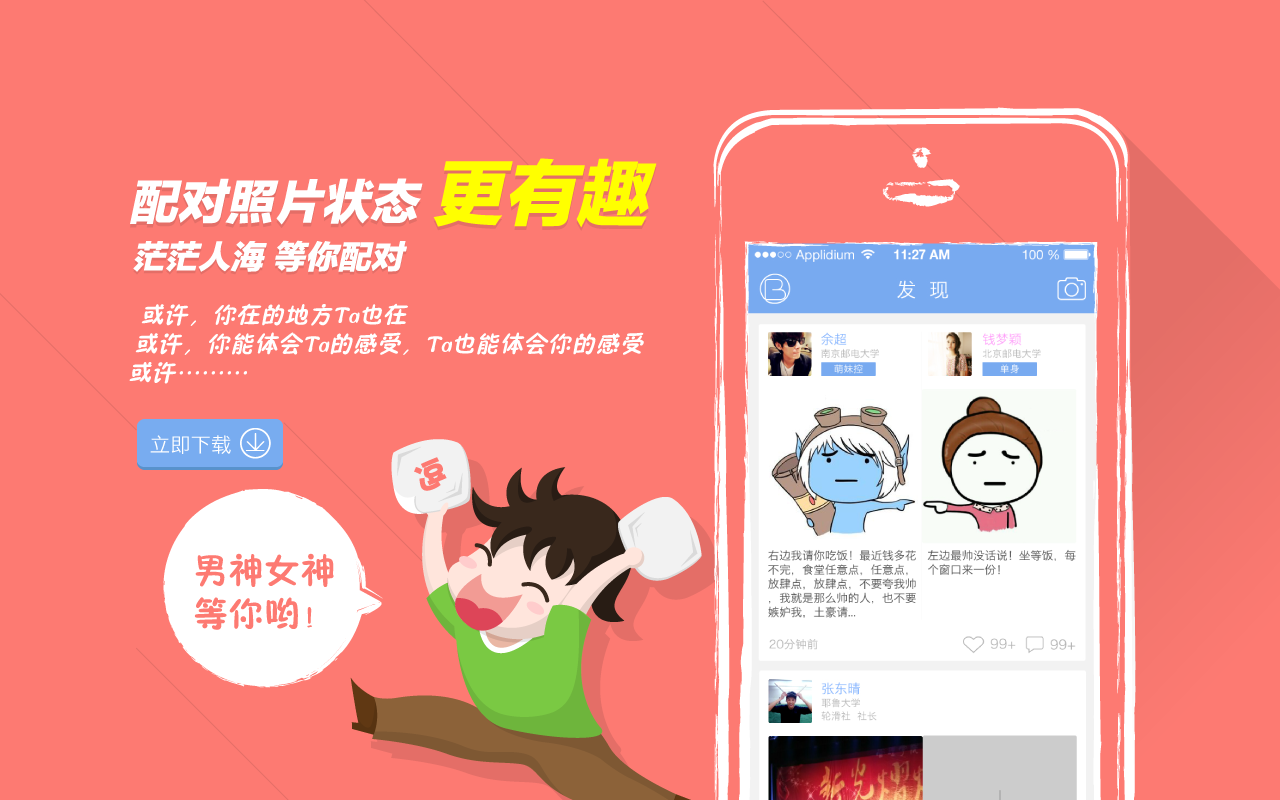 配对照片状态 更有趣
茫茫人海 等你配对
或许，你在的地方Ta也在
或许，你能体会Ta的感受，Ta也能体会你的感受
或许………
立即下载
逗
男神女神
等你哟！
Applidium 11:27 AM 100 %
发现
余超
南京邮电大学
萌妹控
钱梦颖
北京邮电大学
单身
右边我请你吃饭！最近钱多花
不完，食堂任意点，任意点，
放肆点，放肆点，不要夸我帅
，我就是那么帅的人，也不要
嫉妒我，土豪请...
左边最帅没话说！坐等饭，每
个窗口来一份！
20分钟前 99+ 99+
张东晴
耶鲁大学
轮滑社 社长
新光熠